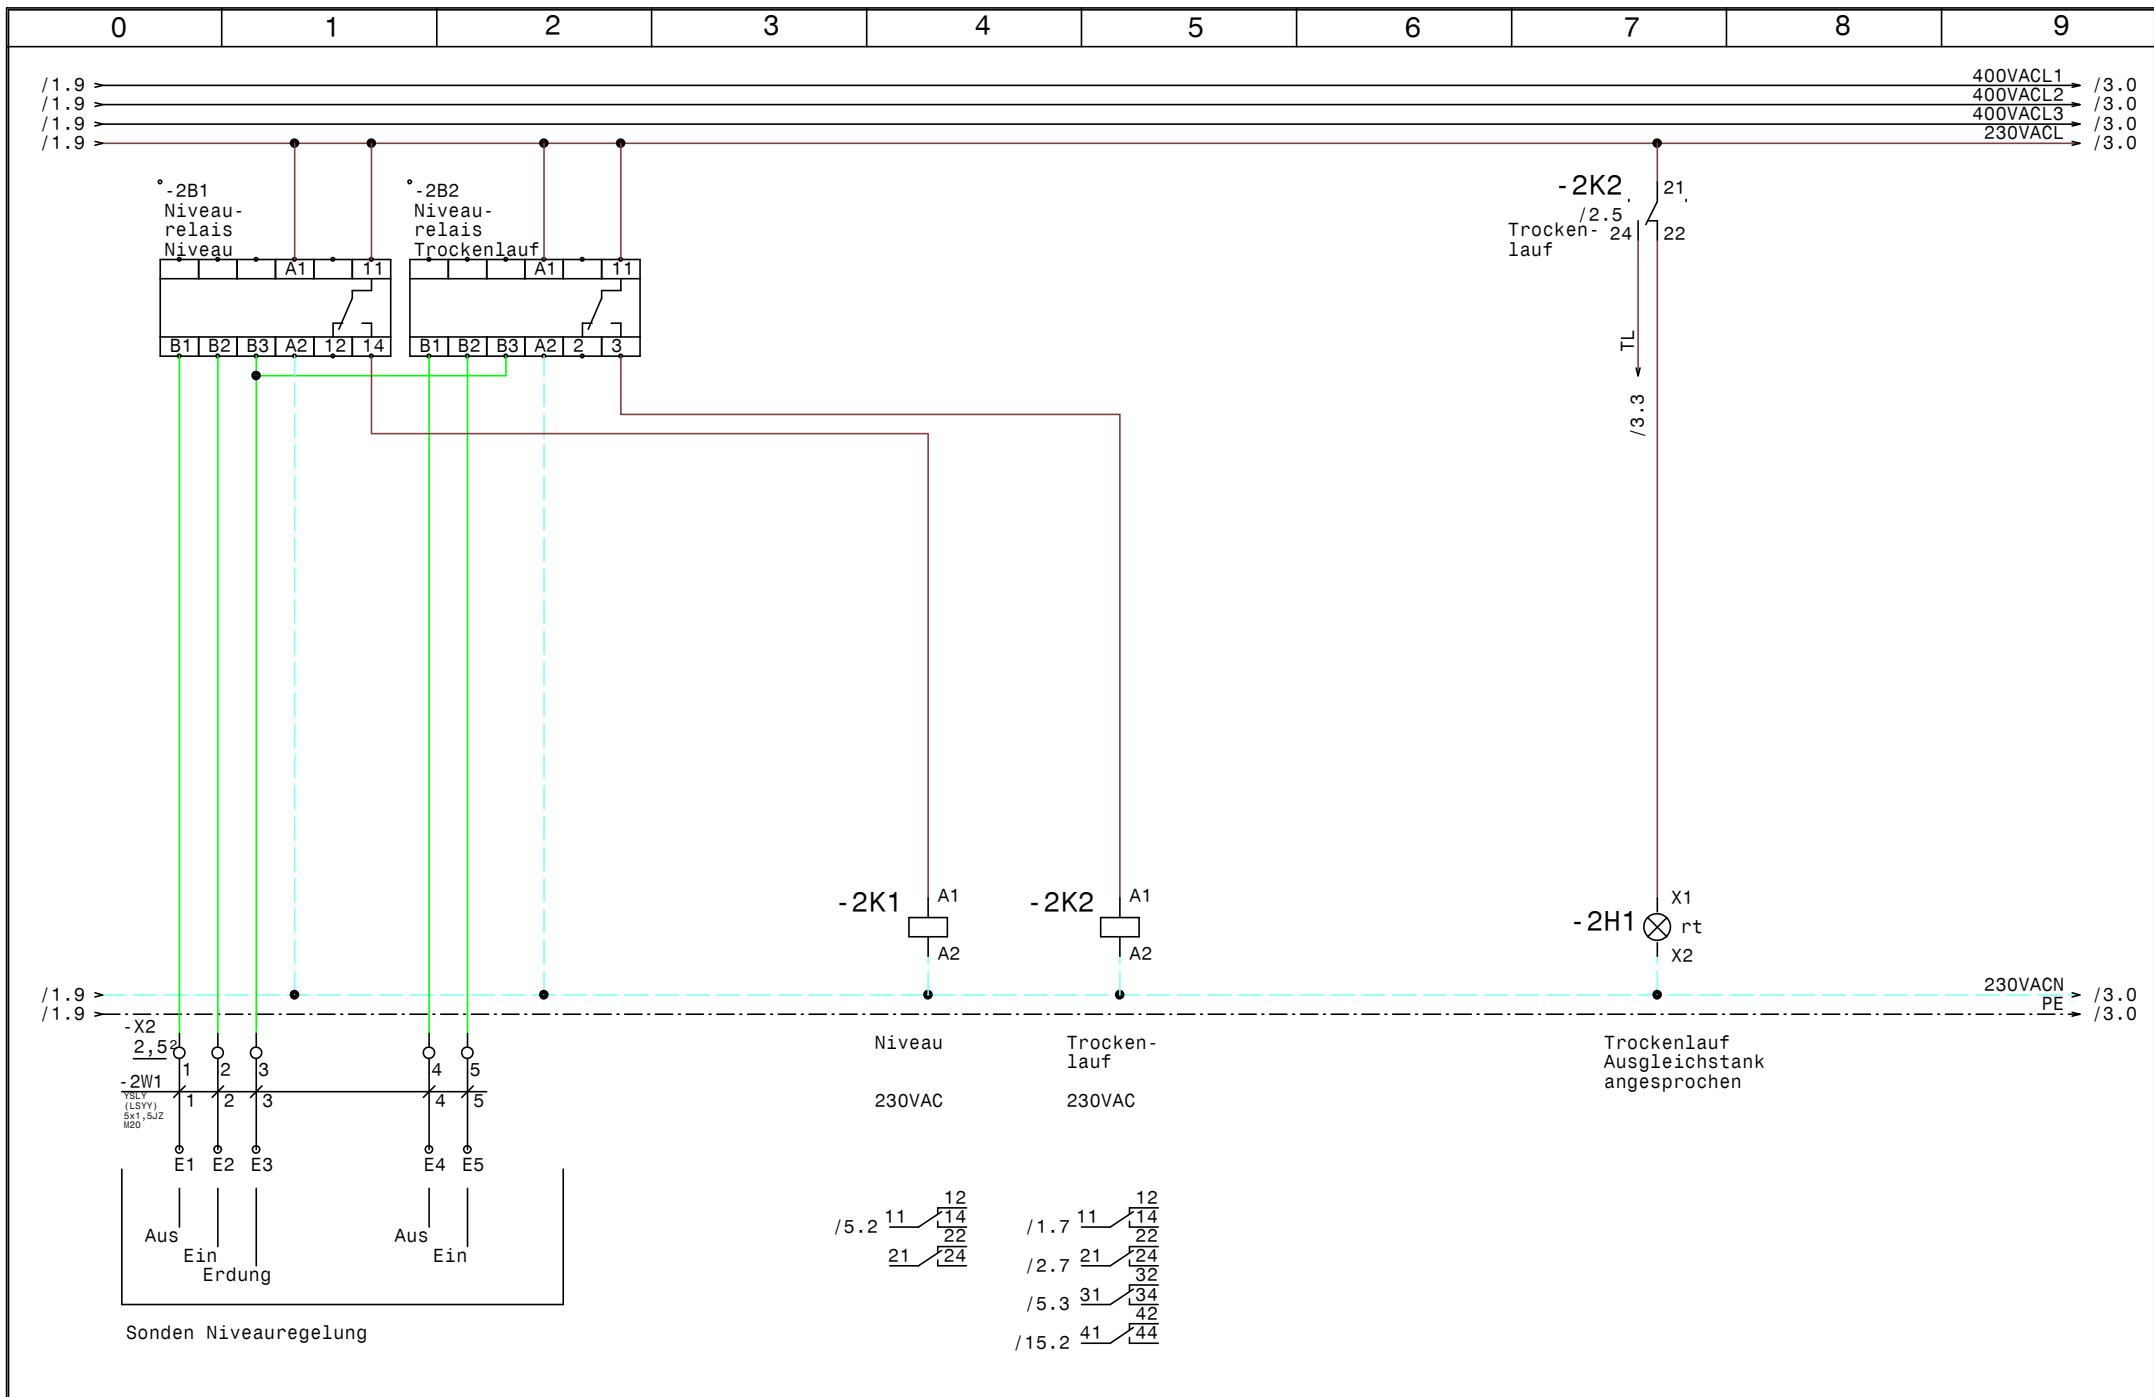 0 1 2 3 4 5 6 7 8 9
/1.9 400VACL1 /3.0
/1.9 400VACL2 /3.0
/1.9 400VACL3 /3.0
/1.9 230VACL /3.0
-2B1
Niveau-
relais
Niveau
A1 11
B1 B2 B3 A2 12 14
-2B2
Niveau-
relais
Trockenlauf
A1 11
B1 B2 B3 A2 2 3
-2K2 21
/2.5
Trocken- 24 22
lauf
TL
/3.3
-2K1 A1
A2
-2K2 A1
A2
-2H1 X1
rt
X2
/1.9 230VACN /3.0
/1.9 PE /3.0
-X2
2,5²
1 2 3 4 5
-2W1
YSLY
(LSYY)
5x1,5JZ
M20
1 2 3 4 5
E1 E2 E3 E4 E5
Aus
Ein
Erdung
Aus
Ein
Sonden Niveauregelung
Niveau
230VAC
Trocken-
lauf
230VAC
Trockenlauf
Ausgleichstank
angesprochen
12
/5.2 11 14
22
21 24
12
/1.7 11 14
22
/2.7 21 24
32
/5.3 31 34
42
/15.2 41 44